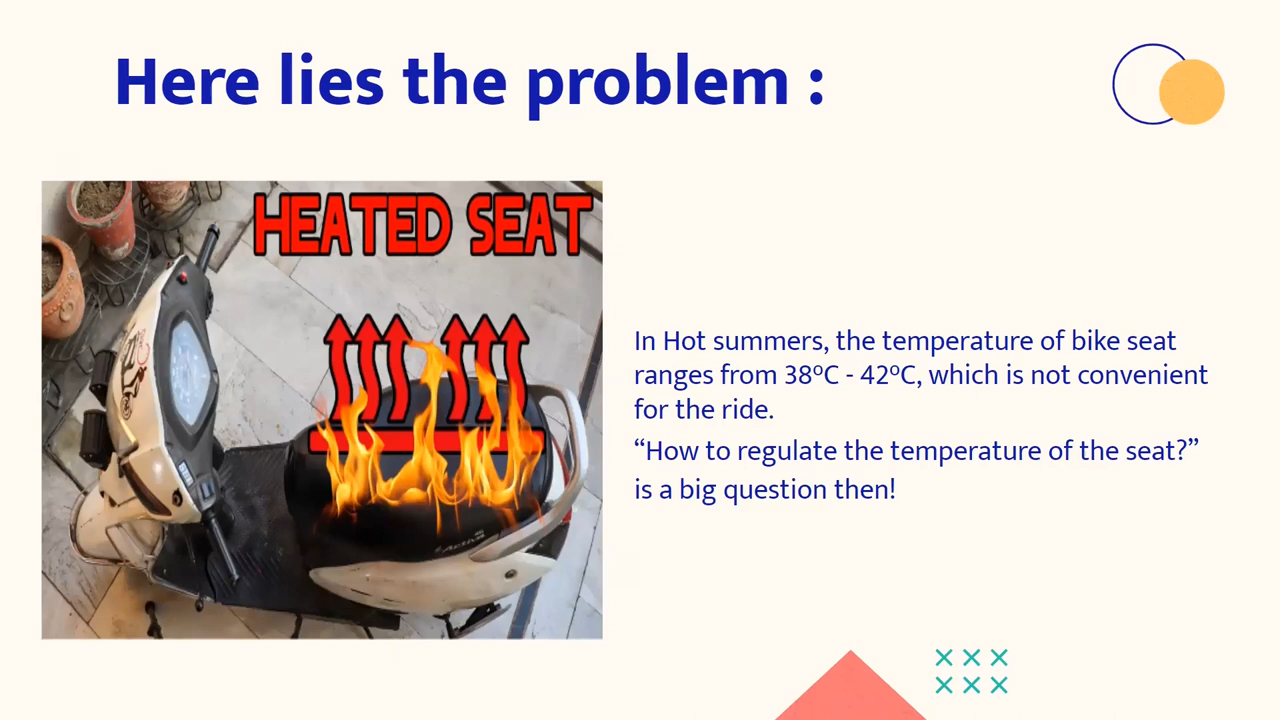 Here lies the problem :
HEATED SEAT
In Hot summers, the temperature of bike seat
ranges from 38ºC - 42ºC, which is not convenient
for the ride.
“How to regulate the temperature of the seat?”
is a big question then!
Activa